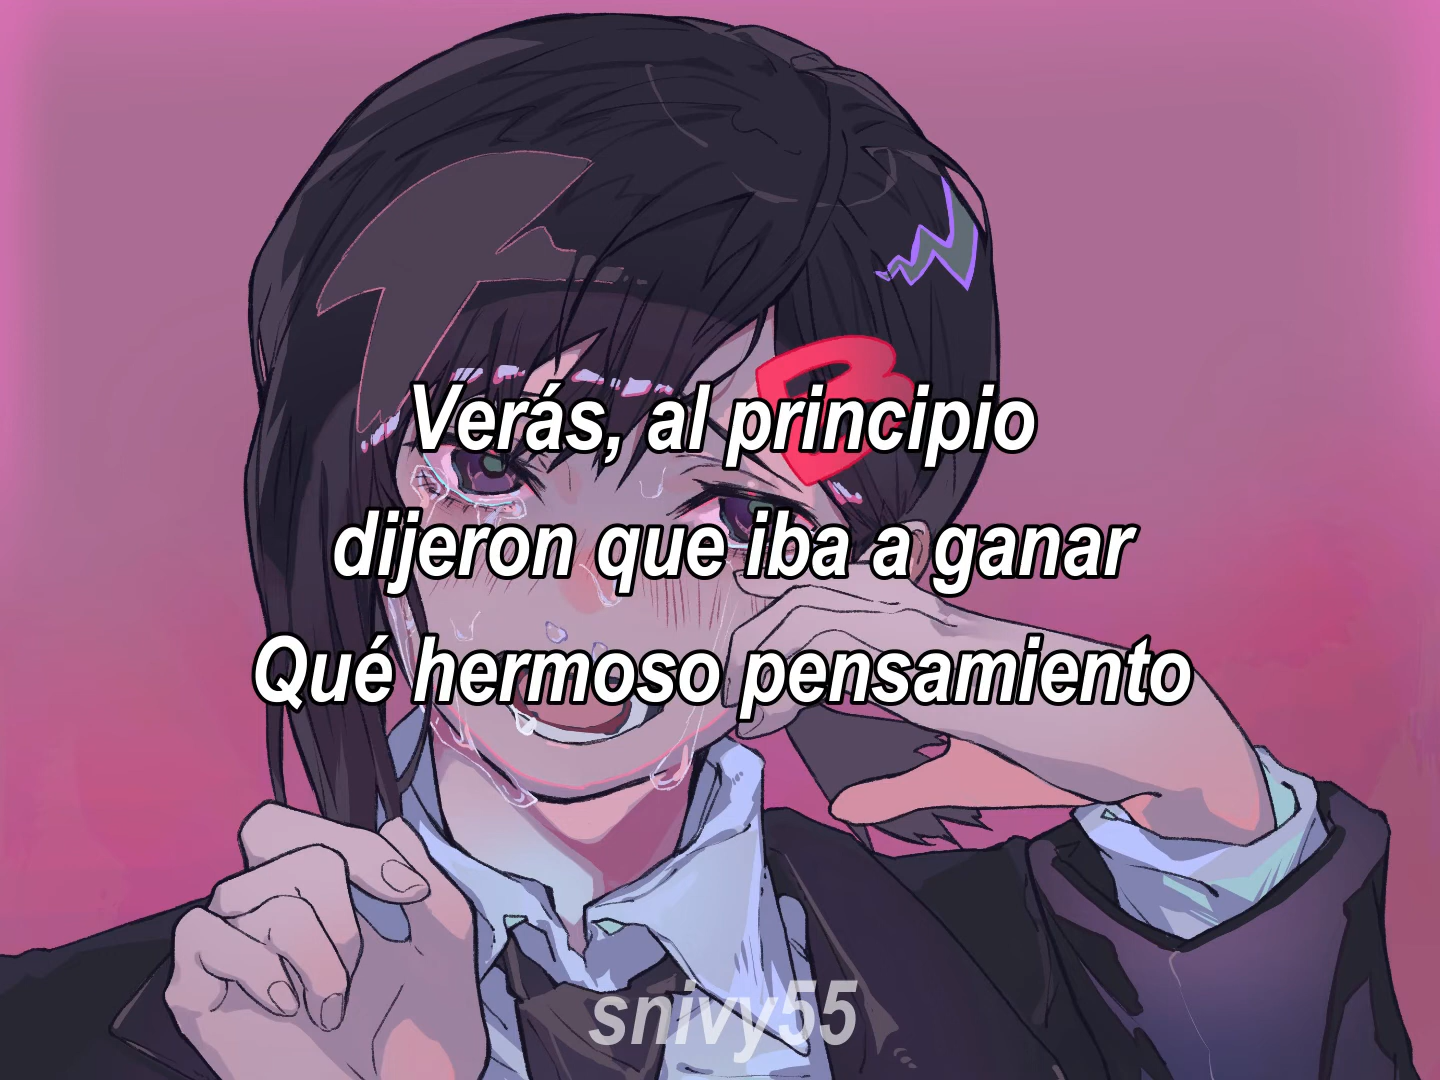 Verás, al principio
dijeron que iba a ganar
Qué hermoso pensamiento
snivy55